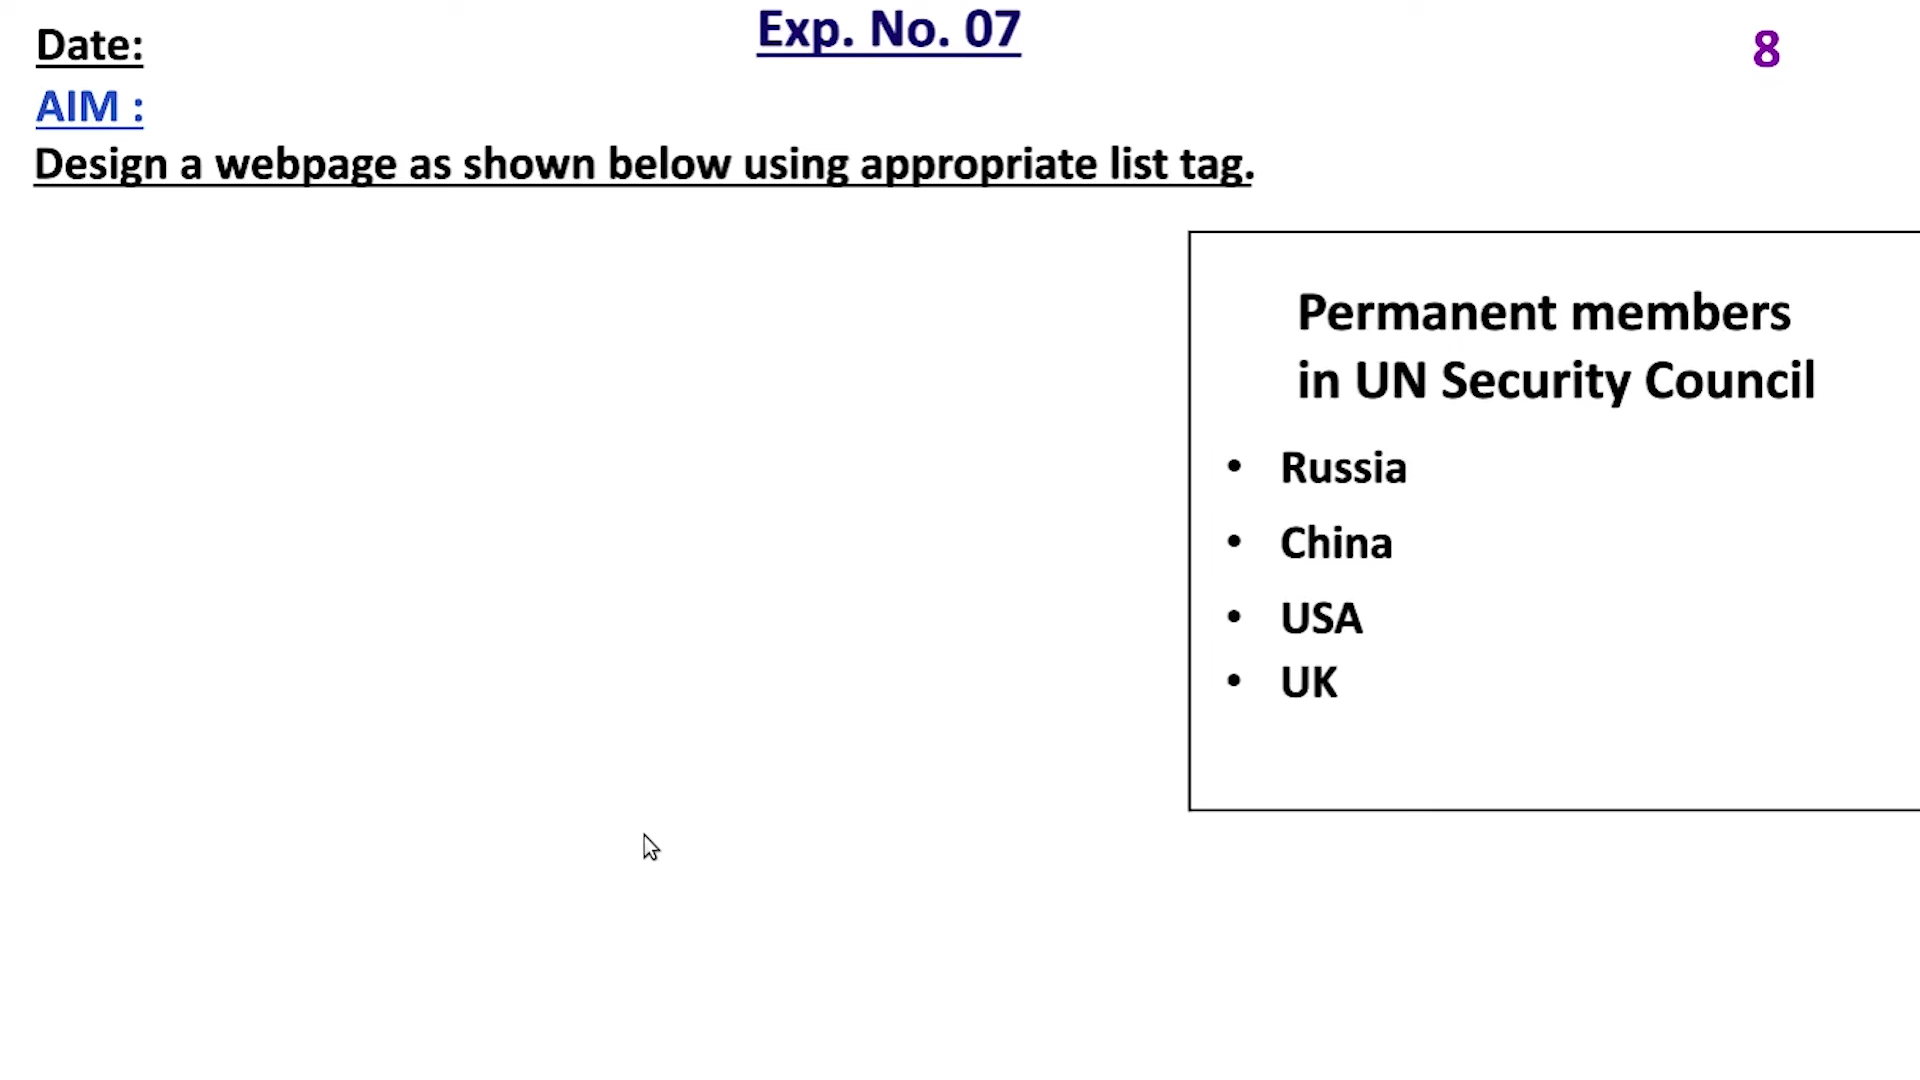 Date:
Exp. No. 07
8
AIM :
Design a webpage as shown below using appropriate list tag.
Permanent members
in UN Security Council
• Russia
• China
• USA
• UK